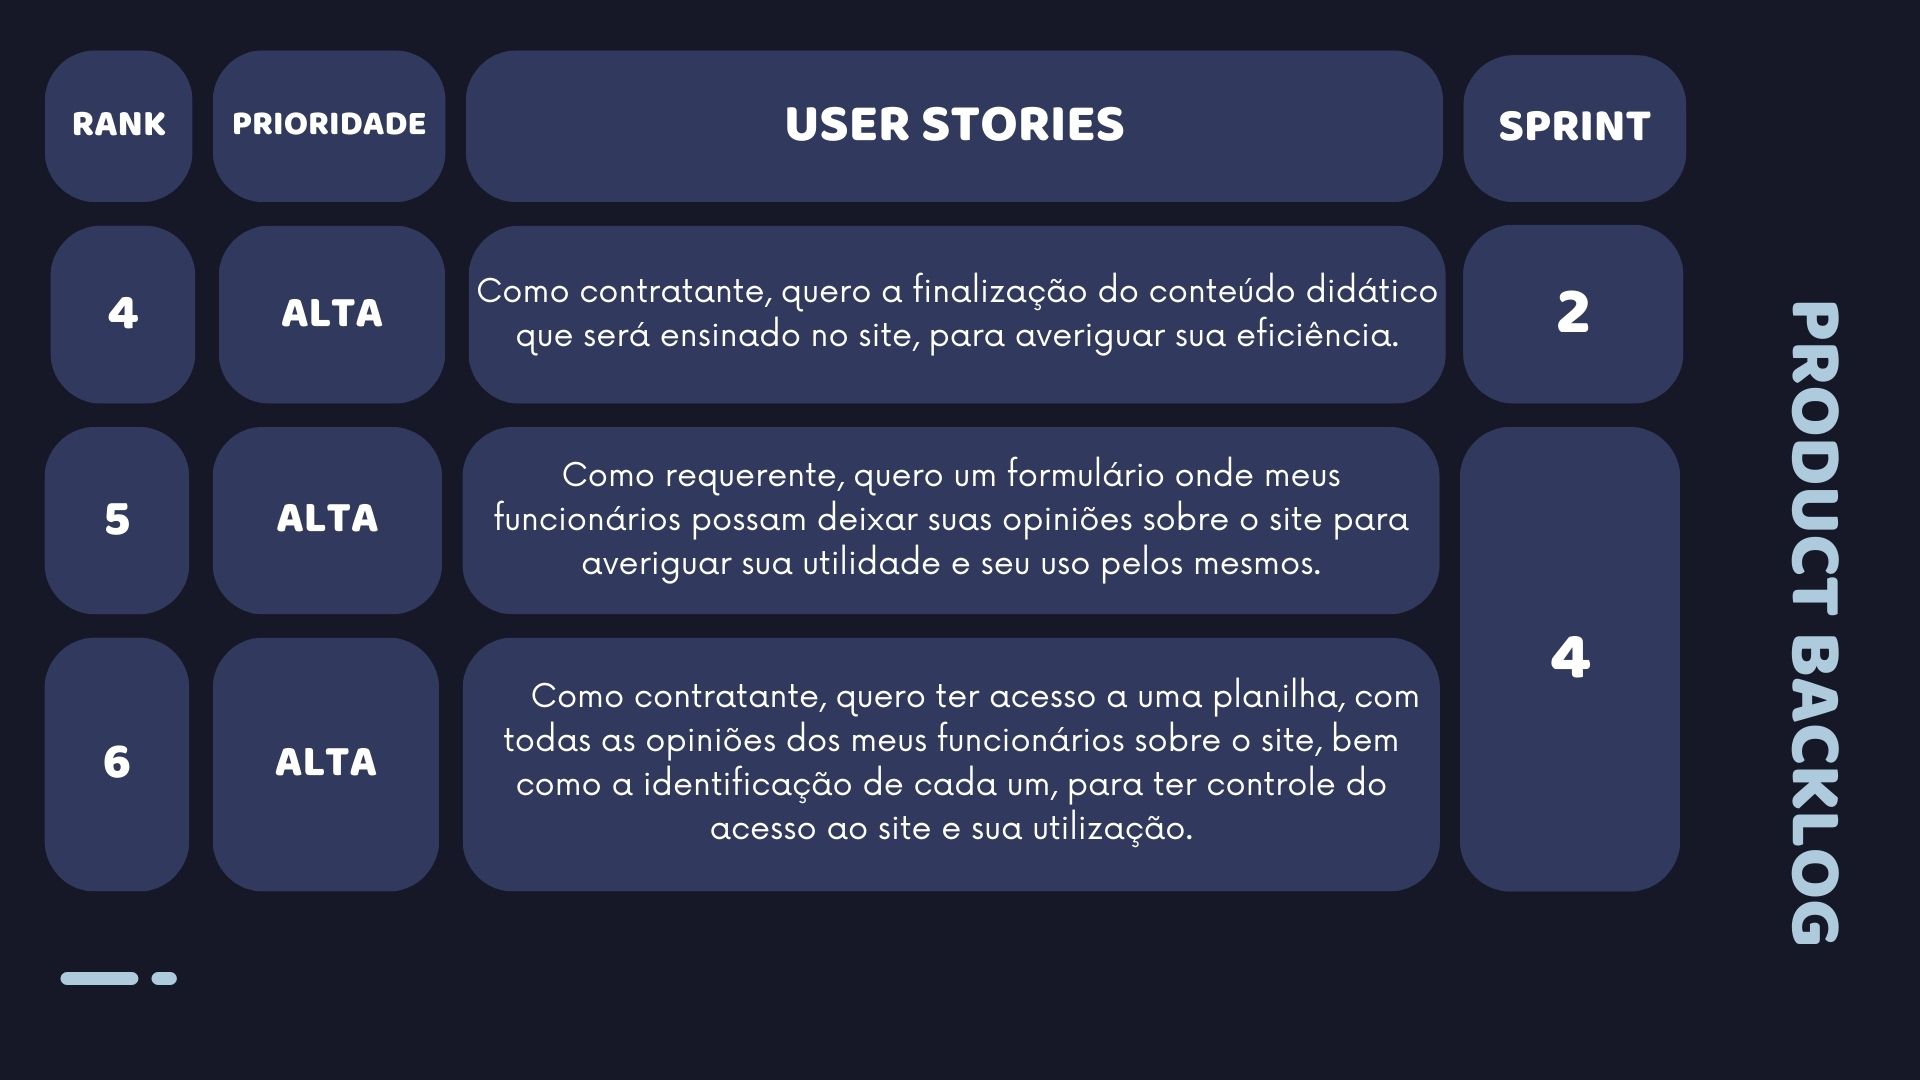 RANK
PRIORIDADE
USER STORIES
SPRINT
4
ALTA
Como contratante, quero a finalização do conteúdo didático
que será ensinado no site, para averiguar sua eficiência.
2
5
ALTA
Como requerente, quero um formulário onde meus
funcionários possam deixar suas opiniões sobre o site para
averiguar sua utilidade e seu uso pelos mesmos.
4
6
ALTA
Como contratante, quero ter acesso a uma planilha, com
todas as opiniões dos meus funcionários sobre o site, bem
como a identificação de cada um, para ter controle do
acesso ao site e sua utilização.
PRODUCT BACKLOG